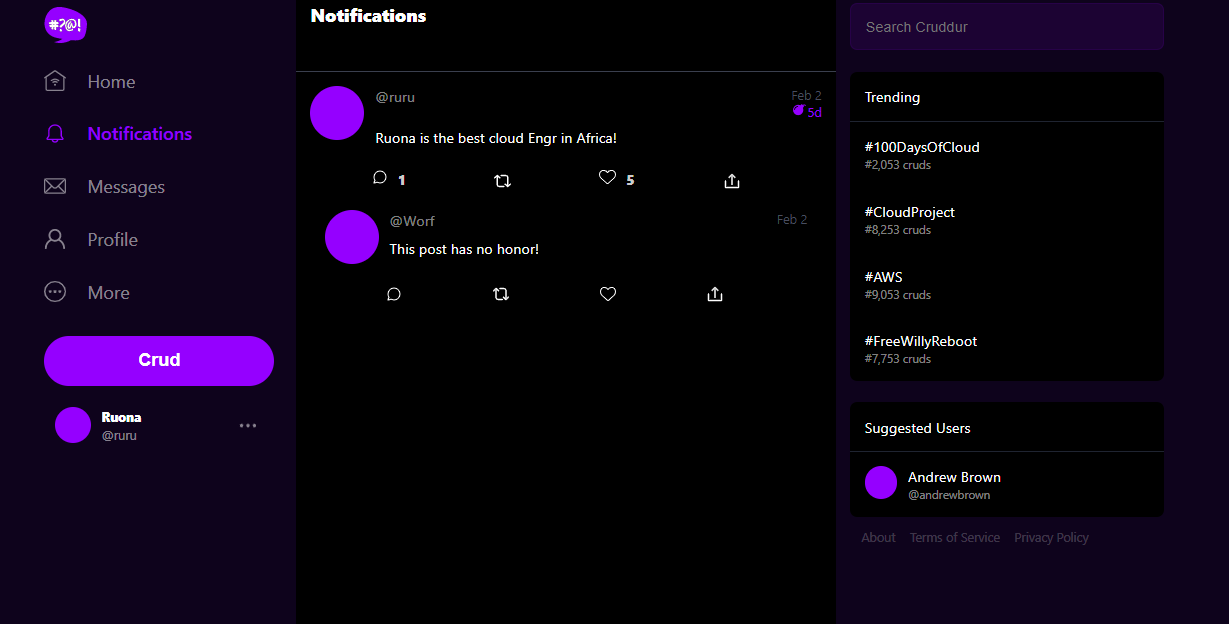 #?@!
Home
Notifications
Messages
Profile
More
Crud
Ruona
@ruru
Notifications
@ruru
Feb 2
5d
Ruona is the best cloud Engr in Africa!
1
5
@Worf
Feb 2
This post has no honor!
Search Cruddur
Trending
#100DaysOfCloud
#2,053 cruds
#CloudProject
#8,253 cruds
#AWS
#9,053 cruds
#FreeWillyReboot
#7,753 cruds
Suggested Users
Andrew Brown
@andrewbrown
About Terms of Service Privacy Policy